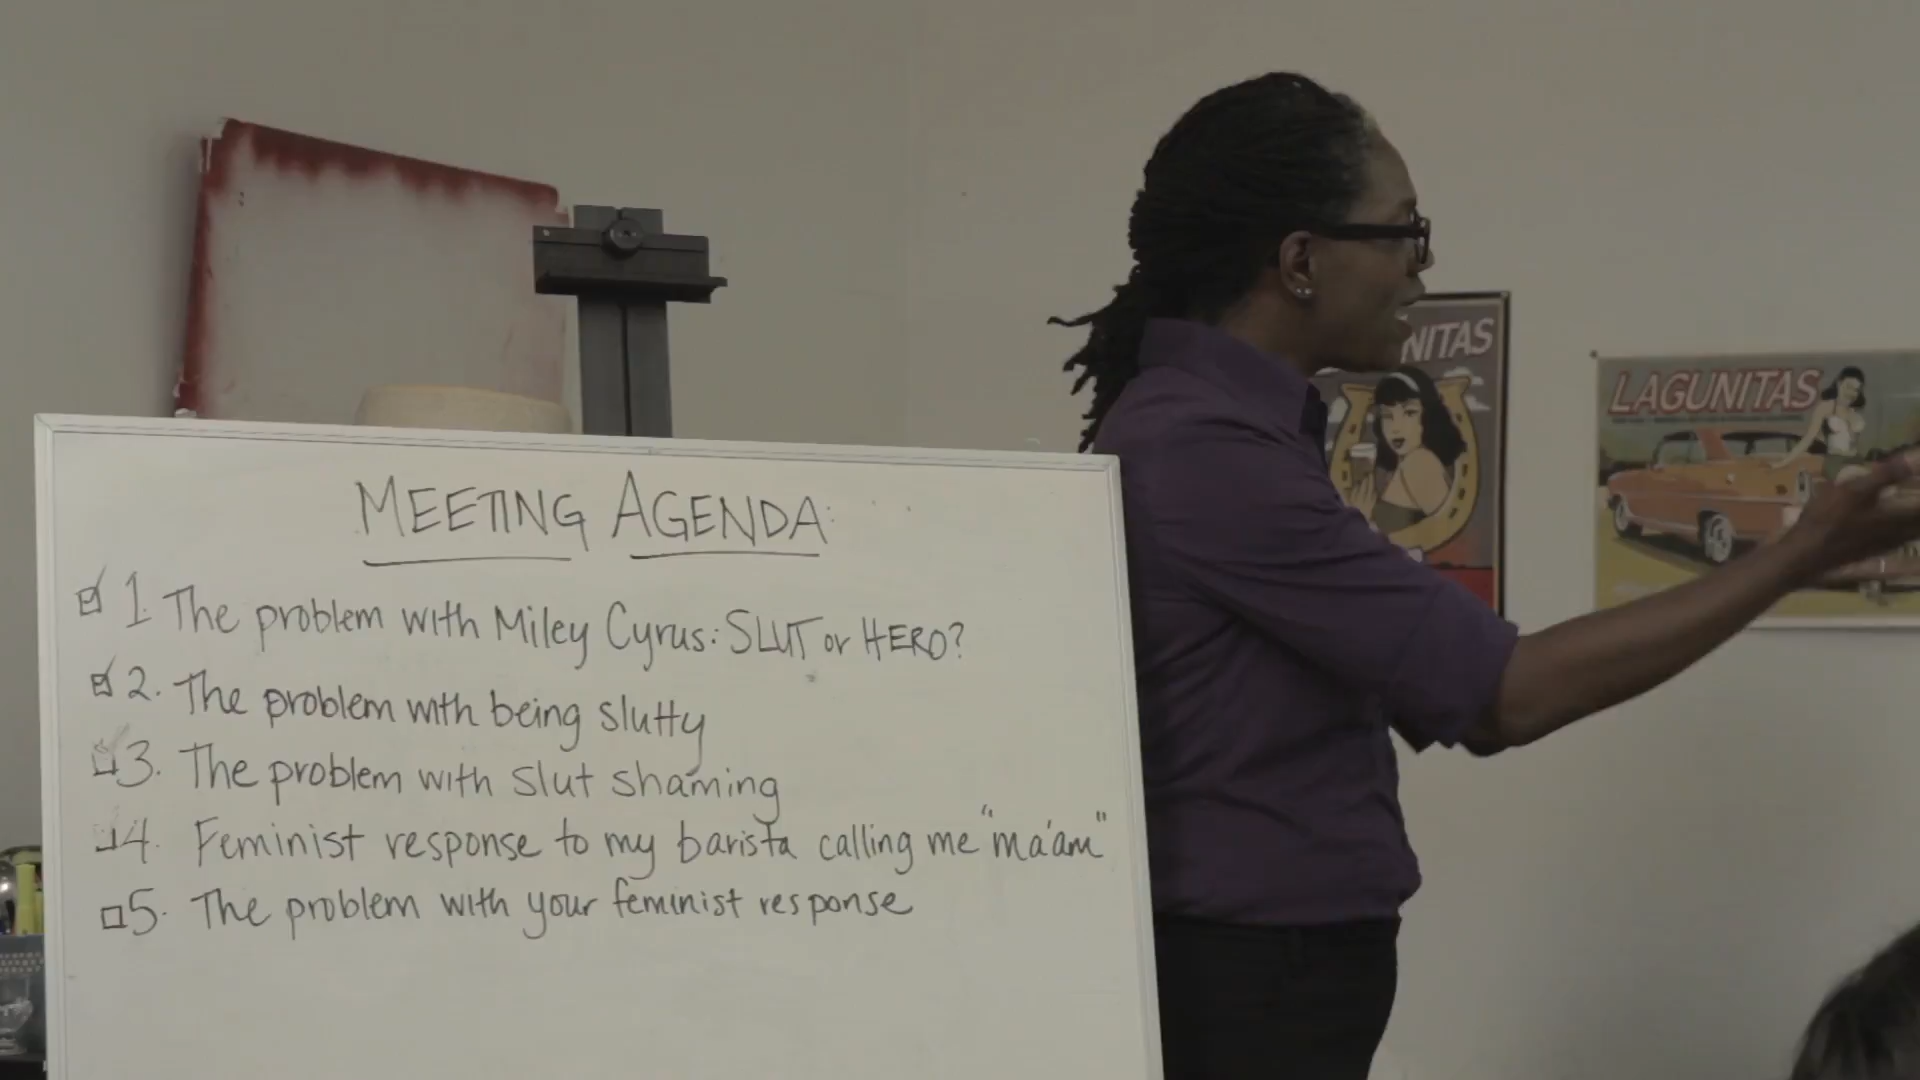 MEETING AGENDA:
1. The problem with Miley Cyrus: SLUT or HERO?
2. The problem with being slutty
3. The problem with slut shaming
4. Feminist response to my barista calling me "ma'am"
5. The problem with your feminist response
NITAS
LAGUNITAS